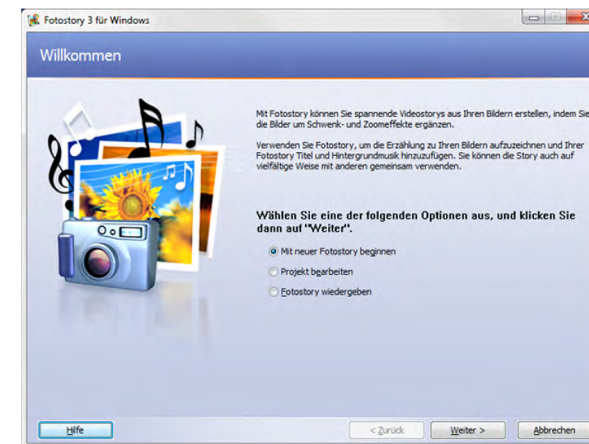 Fotostory 3 für Windows
Willkommen
Mit Fotostory können Sie spannende Videostorys aus Ihren Bildern erstellen, indem Sie
die Bilder um Schwenk- und Zoomeffekte ergänzen.
Verwenden Sie Fotostory, um die Erzählung zu Ihren Bildern aufzuzeichnen und Ihrer
Fotostory Titel und Hintergrundmusik hinzuzufügen. Sie können die Story auch auf
vielfältige Weise mit anderen gemeinsam verwenden.
Wählen Sie eine der folgenden Optionen aus, und klicken Sie
dann auf "Weiter".
Mit neuer Fotostory beginnen
Projekt bearbeiten
Fotostory wiedergeben
Hilfe
< Zurück
Weiter >
Abbrechen